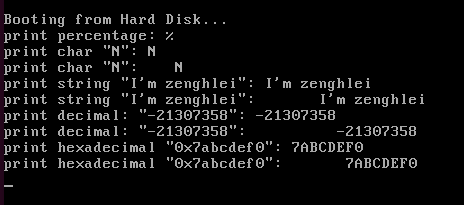 Booting from Hard Disk...
print percentage: %
print char "N": N
print char "N":     N
print string "I'm zenghlei": I'm zenghlei
print string "I'm zenghlei":        I'm zenghlei
print decimal: "-21307358": -21307358
print decimal: "-21307358":            -21307358
print hexadecimal "0x7abcdef0": 7ABCDEF0
print hexadecimal "0x7abcdef0":        7ABCDEF0